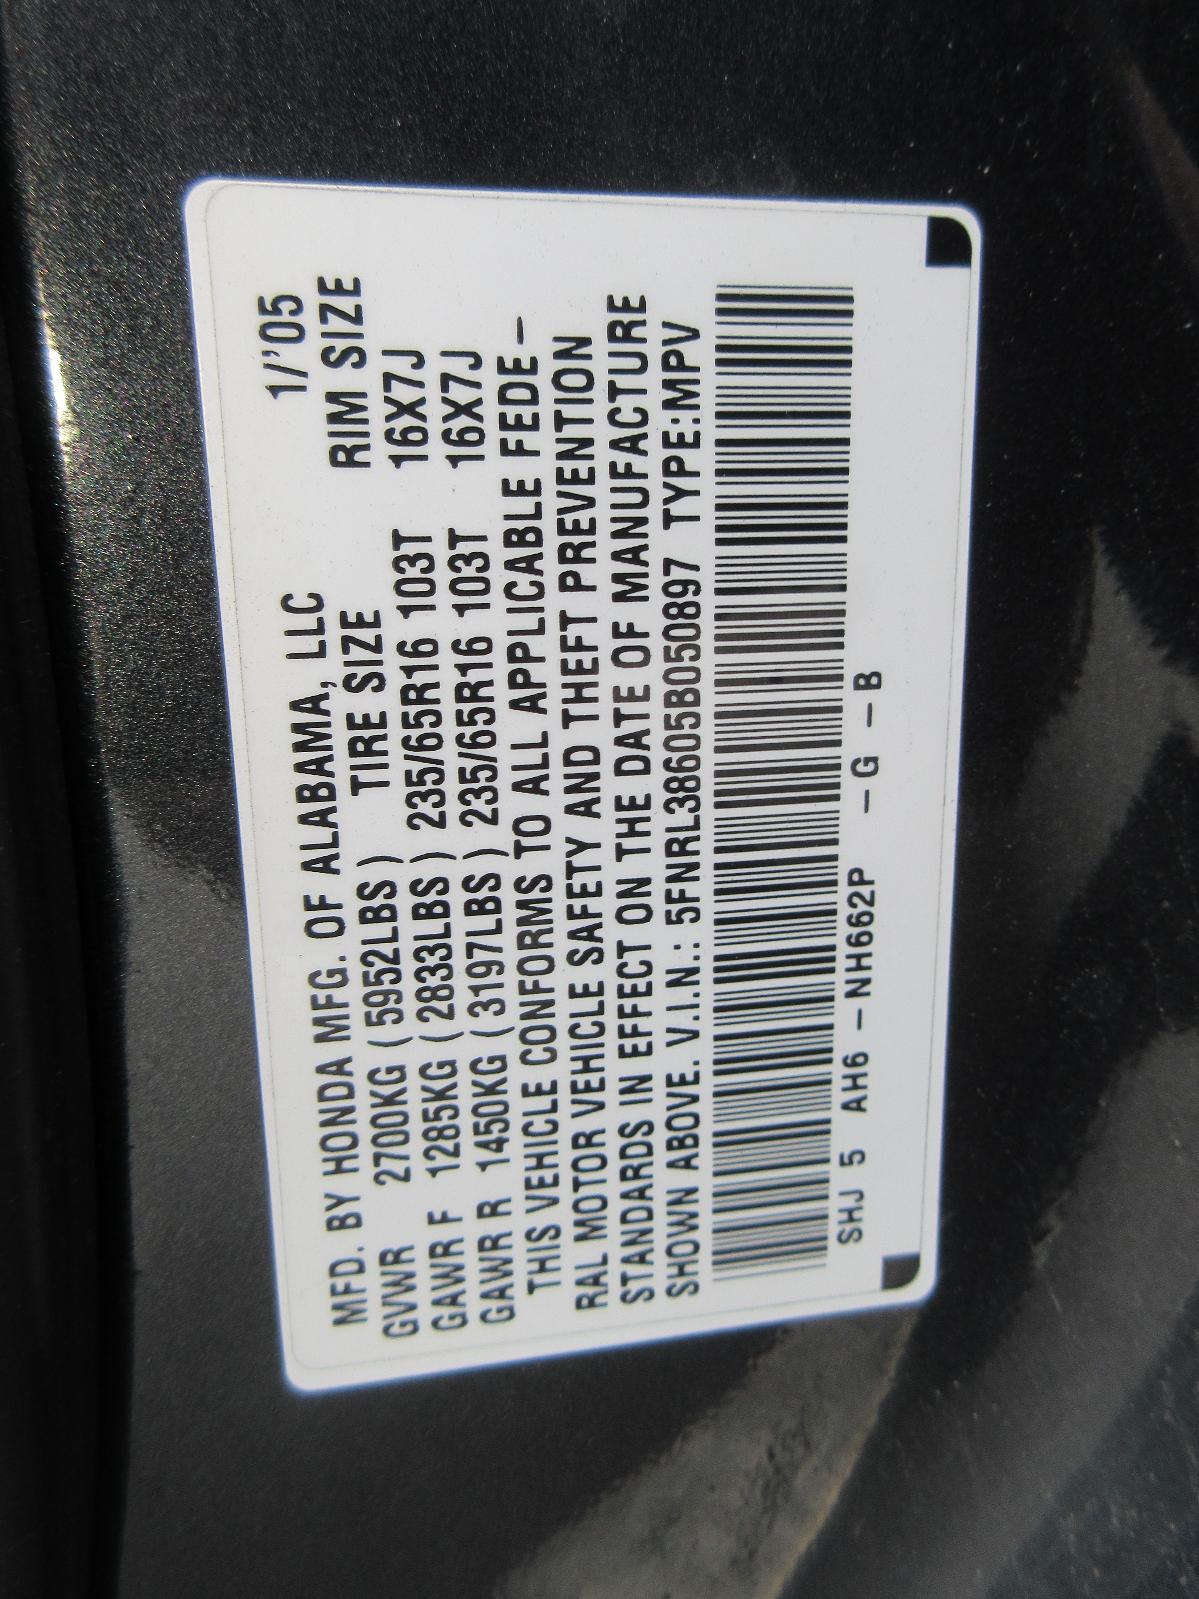 MFD. BY HONDA MFG. OF ALABAMA, LLC 1/'05
GVWR 2700KG (5952LBS) TIRE SIZE RIM SIZE
GAWR F 1285KG (2833LBS) 235/65R16 103T 16X7J
GAWR R 1450KG (3197LBS) 235/65R16 103T 16X7J
THIS VEHICLE CONFORMS TO ALL APPLICABLE FEDE-
RAL MOTOR VEHICLE SAFETY AND THEFT PREVENTION
STANDARDS IN EFFECT ON THE DATE OF MANUFACTURE
SHOWN ABOVE. V.I.N.: 5FNRL38605B050897 TYPE:MPV
SHJ 5 AH6 - NH662P - G - B